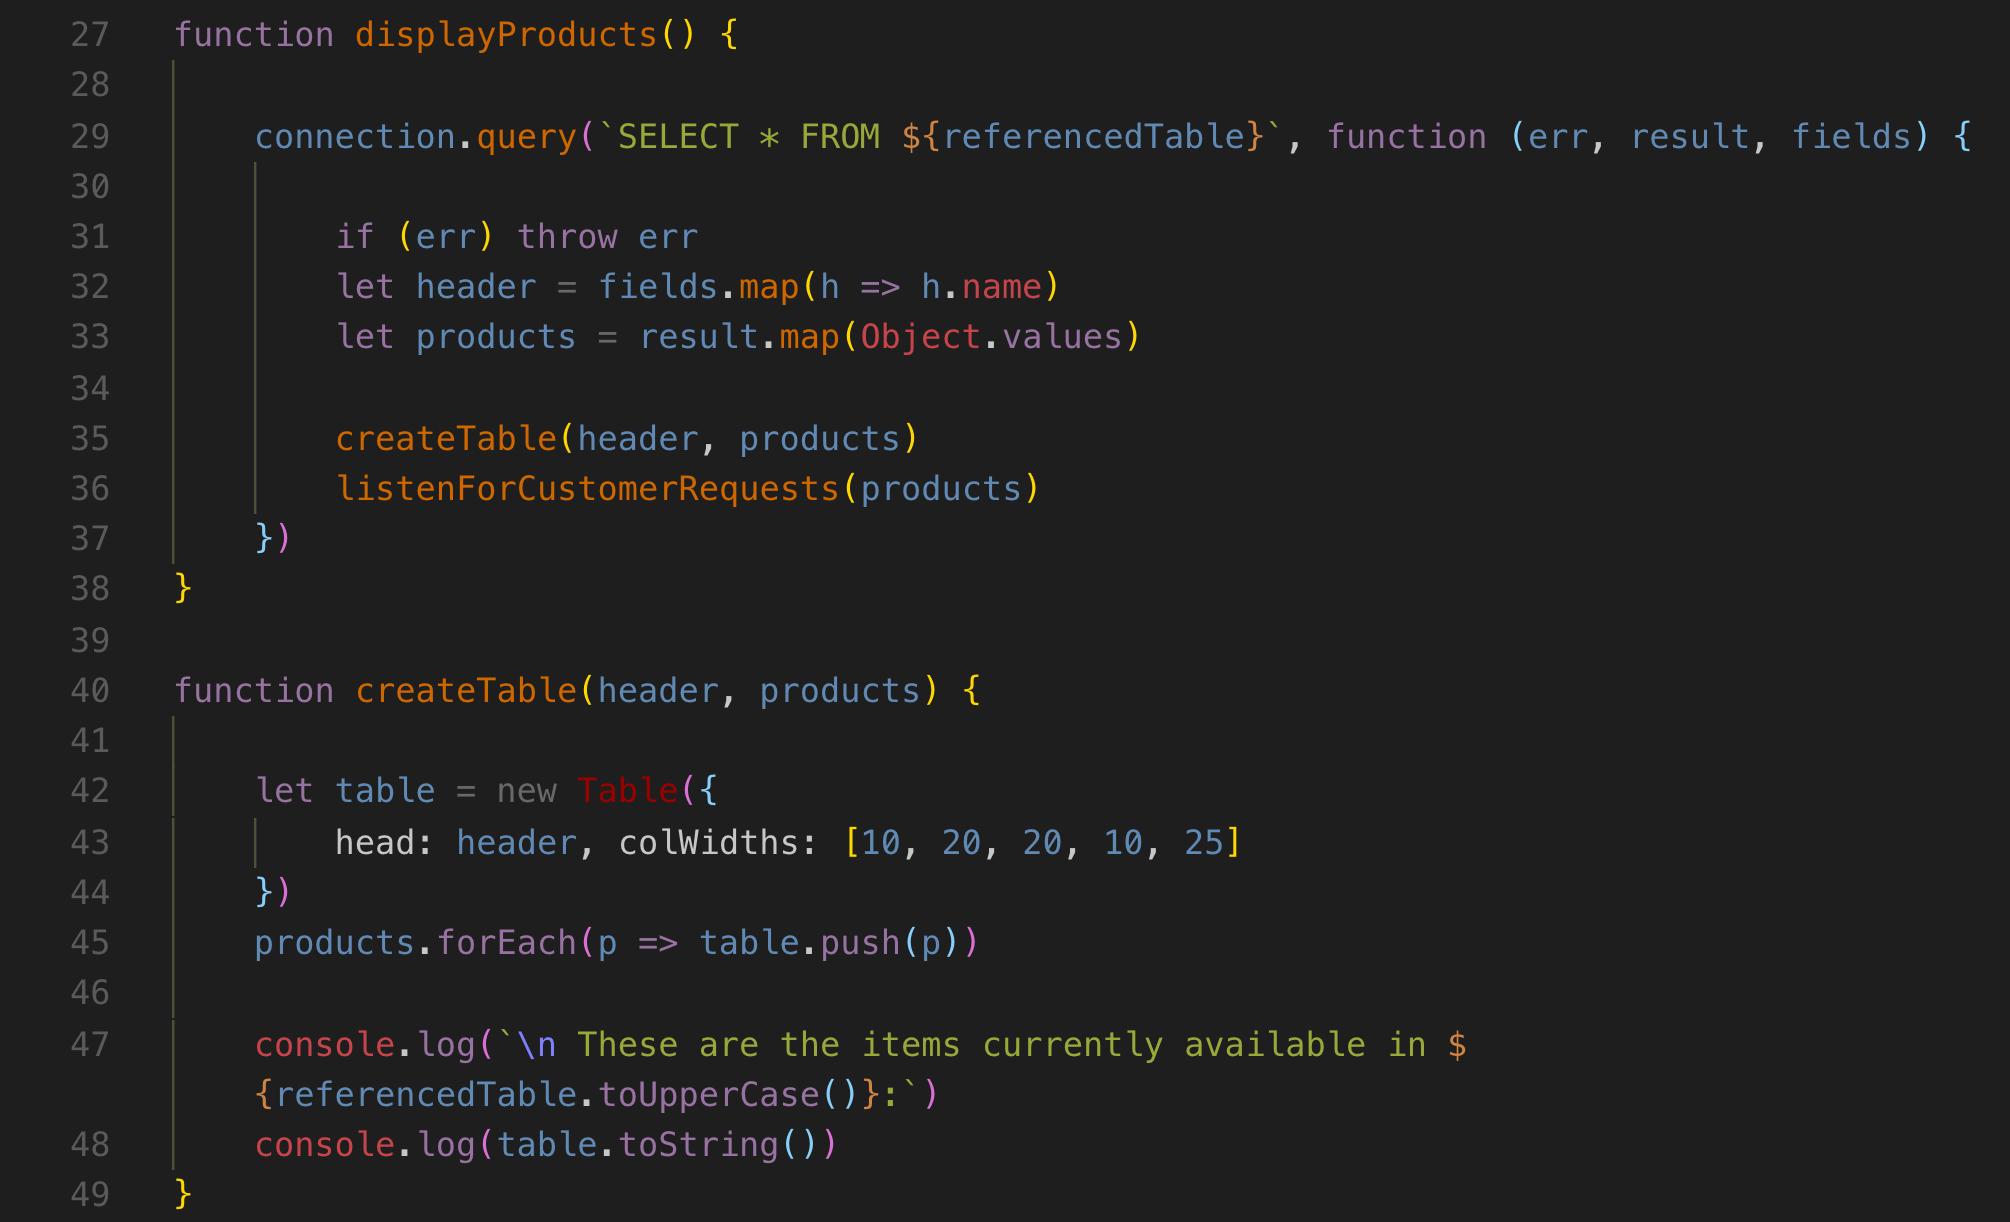 27 function displayProducts() {
28
29     connection.query(`SELECT * FROM ${referencedTable}`, function (err, result, fields) {
30
31         if (err) throw err
32         let header = fields.map(h => h.name)
33         let products = result.map(Object.values)
34
35         createTable(header, products)
36         listenForCustomerRequests(products)
37     })
38 }
39
40 function createTable(header, products) {
41
42     let table = new Table({
43         head: header, colWidths: [10, 20, 20, 10, 25]
44     })
45     products.forEach(p => table.push(p))
46
47     console.log(`\n These are the items currently available in $
{referencedTable.toUpperCase()}:`)
48     console.log(table.toString())
49 }